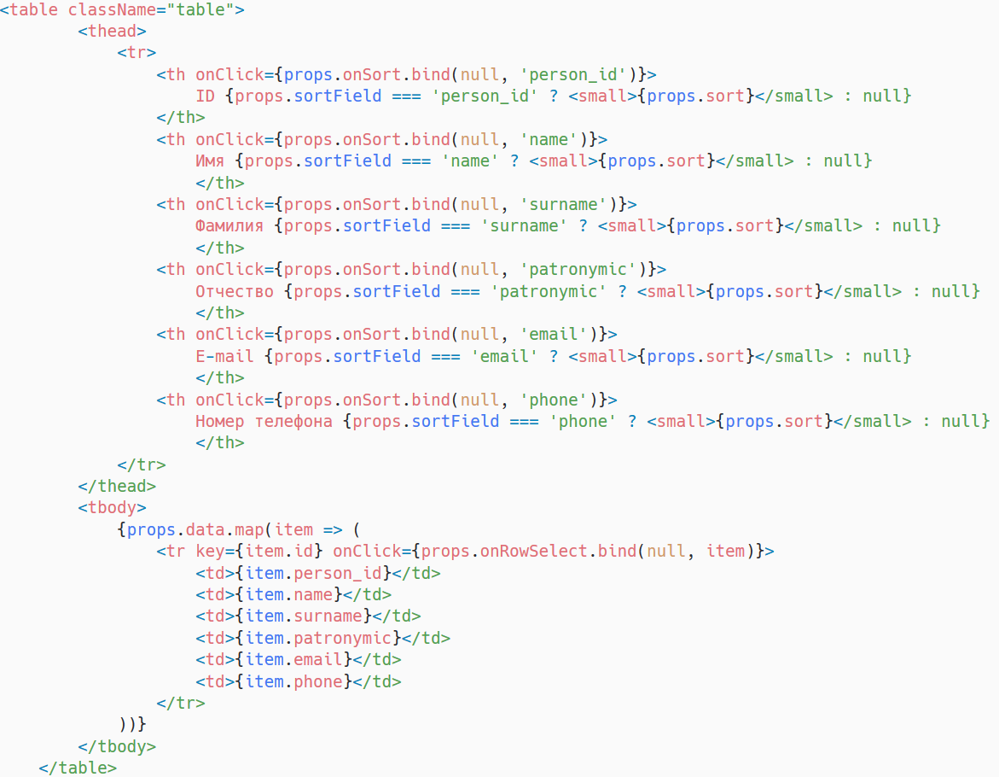 <table className="table">
<thead>
<tr>
<th onClick={props.onSort.bind(null, 'person_id')}>
ID {props.sortField === 'person_id' ? <small>{props.sort}</small> : null}
</th>
<th onClick={props.onSort.bind(null, 'name')}>
Имя {props.sortField === 'name' ? <small>{props.sort}</small> : null}
</th>
<th onClick={props.onSort.bind(null, 'surname')}>
Фамилия {props.sortField === 'surname' ? <small>{props.sort}</small> : null}
</th>
<th onClick={props.onSort.bind(null, 'patronymic')}>
Отчество {props.sortField === 'patronymic' ? <small>{props.sort}</small> : null}
</th>
<th onClick={props.onSort.bind(null, 'email')}>
E-mail {props.sortField === 'email' ? <small>{props.sort}</small> : null}
</th>
<th onClick={props.onSort.bind(null, 'phone')}>
Номер телефона {props.sortField === 'phone' ? <small>{props.sort}</small> : null}
</th>
</tr>
</thead>
<tbody>
{props.data.map(item => (
<tr key={item.id} onClick={props.onRowSelect.bind(null, item)}>
<td>{item.person_id}</td>
<td>{item.name}</td>
<td>{item.surname}</td>
<td>{item.patronymic}</td>
<td>{item.email}</td>
<td>{item.phone}</td>
</tr>
))}
</tbody>
</table>